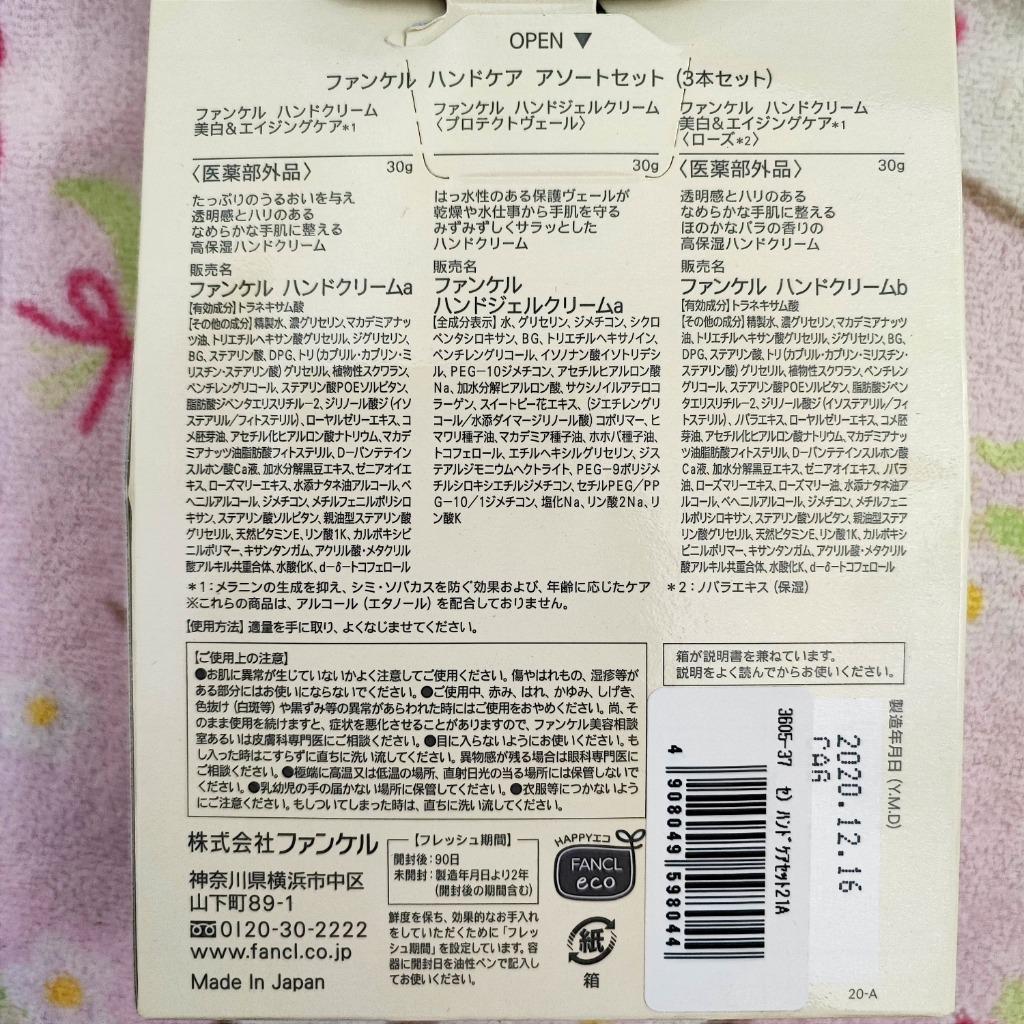 OPEN ▼
ファンケル ハンドケア アソートセット (3本セット)
ファンケル ハンドクリーム
美白&エイジングケア*1
〈医薬部外品〉 30g
たっぷりのうるおいを与え
透明感とハリのある
なめらかな手肌に整える
高保湿ハンドクリーム
販売名
ファンケル ハンドクリームa
【有効成分】トラネキサム酸
【その他の成分】精製水、濃グリセリン、マカデミアナッ
ツ油、トリエチルヘキサン酸グリセリル、ジグリセリン、
BG、ステアリン酸、DPG、トリ(カプリル・カプリン・ミ
リスチン・ステアリン酸)グリセリル、植物性スクワラン、
ペンチレングリコール、ステアリン酸POEソルビタン、
脂肪酸ジペンタエリスリチル-2、ジリノール酸ジ(イソ
ステアリル/フィトステリル)、ローヤルゼリーエキス、コ
メ胚芽油、アセチル化ヒアルロン酸ナトリウム、マカデ
ミアナッツ油脂肪酸フィトステリル、D-パンテテイン
スルホン酸Ca液、加水分解黒豆エキス、ゼニアオイエ
キス、ローズマリーエキス、水添ナタネ油アルコール、ベ
ヘニルアルコール、ジメチコン、メチルフェニルポリシロ
キサン、ステアリン酸ソルビタン、親油型ステアリン酸
グリセリル、天然ビタミンE、リン酸1K、カルボキシビ
ニルポリマー、キサンタンガム、アクリル酸・メタクリル
酸アルキル共重合体、水酸化K、d-δ-トコフェロール
ファンケル ハンドジェルクリーム
〈プロテクトヴェール〉
30g
はっ水性のある保護ヴェールが
乾燥や水仕事から手肌を守る
みずみずしくサラッとした
ハンドクリーム
販売名
ファンケル
ハンドジェルクリームa
【全成分表示】水、グリセリン、ジメチコン、シクロ
ペンタシロキサン、BG、トリエチルヘキサノイン、
ペンチレングリコール、イソノナン酸イソトリデシ
ル、PEG-10ジメチコン、アセチルヒアルロン酸
Na、加水分解ヒアルロン酸、サクシノイルアテロコ
ラーゲン、スイートピー花エキス、(ジエチレングリ
コール/水添ダイマージリノール酸)コポリマー、ヒ
マワリ種子油、マカデミア種子油、ホホバ種子油、
トコフェロール、エチルヘキシルグリセリン、ジス
テアルジモニウムヘクトライト、PEG-9ポリジメ
チルシロキシエチルジメチコン、セチルPEG/PP
G-10/1ジメチコン、塩化Na、リン酸2Na、リ
ン酸K
ファンケル ハンドクリーム
美白&エイジングケア*1
〈ローズ*2〉
〈医薬部外品〉 30g
透明感とハリのある
なめらかな手肌に整える
ほのかなバラの香りの
高保湿ハンドクリーム
販売名
ファンケル ハンドクリームb
【有効成分】トラネキサム酸
【その他の成分】精製水、濃グリセリン、マカデミアナッツ
油、トリエチルヘキサン酸グリセリル、ジグリセリン、BG、
DPG、ステアリン酸、トリ(カプリル・カプリン・ミリスチン・
ステアリン酸)グリセリル、植物性スクワラン、ペンチレン
グリコール、ステアリン酸POEソルビタン、脂肪酸ジペン
タエリスリチル-2、ジリノール酸ジ(イソステアリル/フィ
トステリル)、ノバラエキス、ローヤルゼリーエキス、コメ胚
芽油、アセチル化ヒアルロン酸ナトリウム、マカデミアナッ
ツ油脂肪酸フィトステリル、D-パンテテインスルホン酸
Ca液、加水分解黒豆エキス、ゼニアオイエキス、ノバラ
油、ローズマリーエキス、ローズマリー油、水添ナタネ油ア
ルコール、ベヘニルアルコール、ジメチコン、メチルフェニ
ルポリシロキサン、ステアリン酸ソルビタン、親油型ステア
リン酸グリセリル、天然ビタミンE、リン酸1K、カルボキシ
ビニルポリマー、キサンタンガム、アクリル酸・メタクリル
酸アルキル共重合体、水酸化K、d-δ-トコフェロール
*1:メラニンの生成を抑え、シミ・ソバカスを防ぐ効果および、年齢に応じたケア *2:ノバラエキス(保湿)
※これらの商品は、アルコール(エタノール)を配合しておりません。
【使用方法】適量を手に取り、よくなじませてください。
【ご使用上の注意】
●お肌に異常が生じていないかよく注意してご使用ください。傷やはれもの、湿疹等が
ある部分にはお使いにならないでください。●ご使用中、赤み、はれ、かゆみ、しげき、
色抜け(白斑等)や黒ずみ等の異常があらわれた時にはご使用をおやめください。尚、そ
のまま使用を続けますと、症状を悪化させることがありますので、ファンケル美容相談
室あるいは皮膚科専門医にご相談ください。●目に入らないようにお使いください。も
し入った時はこすらずに直ちに洗い流してください。異物感が残る場合は眼科専門医に
ご相談ください。●極端に高温又は低温の場所、直射日光の当る場所には保管しないで
ください。●乳幼児の手の届かない場所に保管してください。●衣服等につかないよう
にご注意ください。もしついてしまった時は、直ちに洗い流してください。
箱が説明書を兼ねています。
説明をよく読んでからお使いください。
株式会社ファンケル
神奈川県横浜市中区
山下町89-1
0120-30-2222
www.fancl.co.jp
Made In Japan
【フレッシュ期間】
開封後:90日
未開封:製造年月日より2年
(開封後の期間含む)
鮮度を保ち、効果的なお手入れ
をしていただくために「フレッ
シュ期間」を設定しています。容
器に開封日を油性ペンで記入し
てお使いください。
HAPPYエコ
FANCL
eco
紙
箱
3605-37 セ)ハンドケアセット21A
4 908049 598044
製造年月日 (Y.M.D)
2020.12.16
20-A